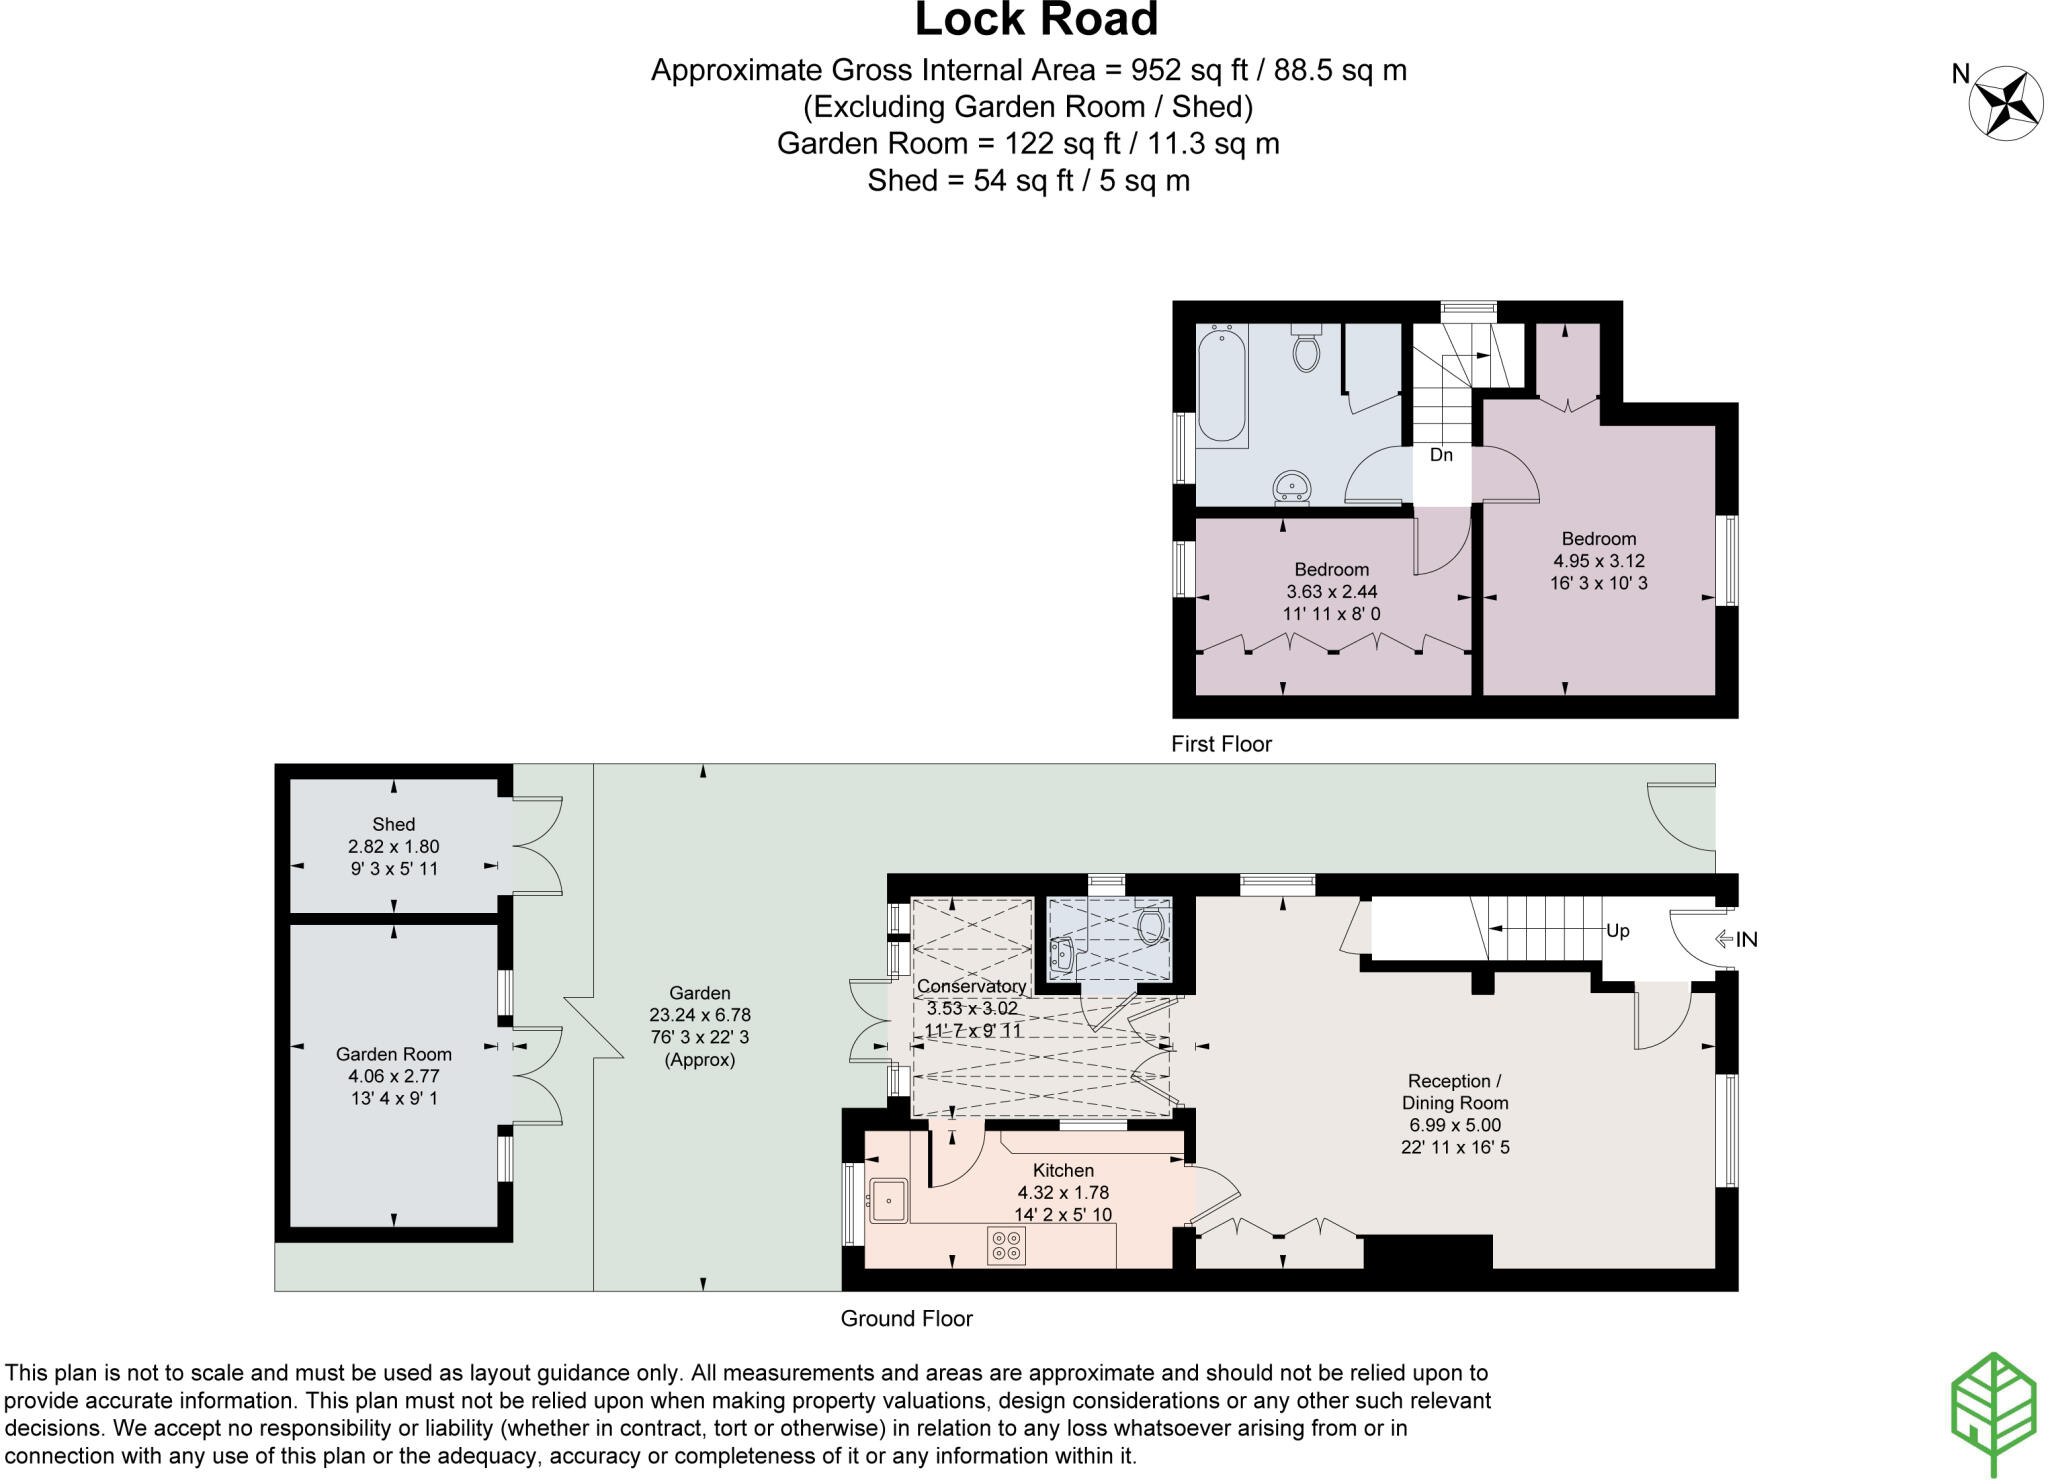 Lock Road
Approximate Gross Internal Area = 952 sq ft / 88.5 sq m
(Excluding Garden Room / Shed)
Garden Room = 122 sq ft / 11.3 sq m
Shed = 54 sq ft / 5 sq m
N
Dn
Bedroom
4.95 x 3.12
16' 3 x 10' 3
Bedroom
3.63 x 2.44
11' 11 x 8' 0
First Floor
Shed
2.82 x 1.80
9' 3 x 5' 11
Garden Room
4.06 x 2.77
13' 4 x 9' 1
Garden
23.24 x 6.78
76' 3 x 22' 3
(Approx)
Conservatory
3.53 x 3.02
11' 7 x 9' 11
Up
IN
Reception /
Dining Room
6.99 x 5.00
22' 11 x 16' 5
Kitchen
4.32 x 1.78
14' 2 x 5' 10
Ground Floor
This plan is not to scale and must be used as layout guidance only. All measurements and areas are approximate and should not be relied upon to
provide accurate information. This plan must not be relied upon when making property valuations, design considerations or any other such relevant
decisions. We accept no responsibility or liability (whether in contract, tort or otherwise) in relation to any loss whatsoever arising from or in
connection with any use of this plan or the adequacy, accuracy or completeness of it or any information within it.